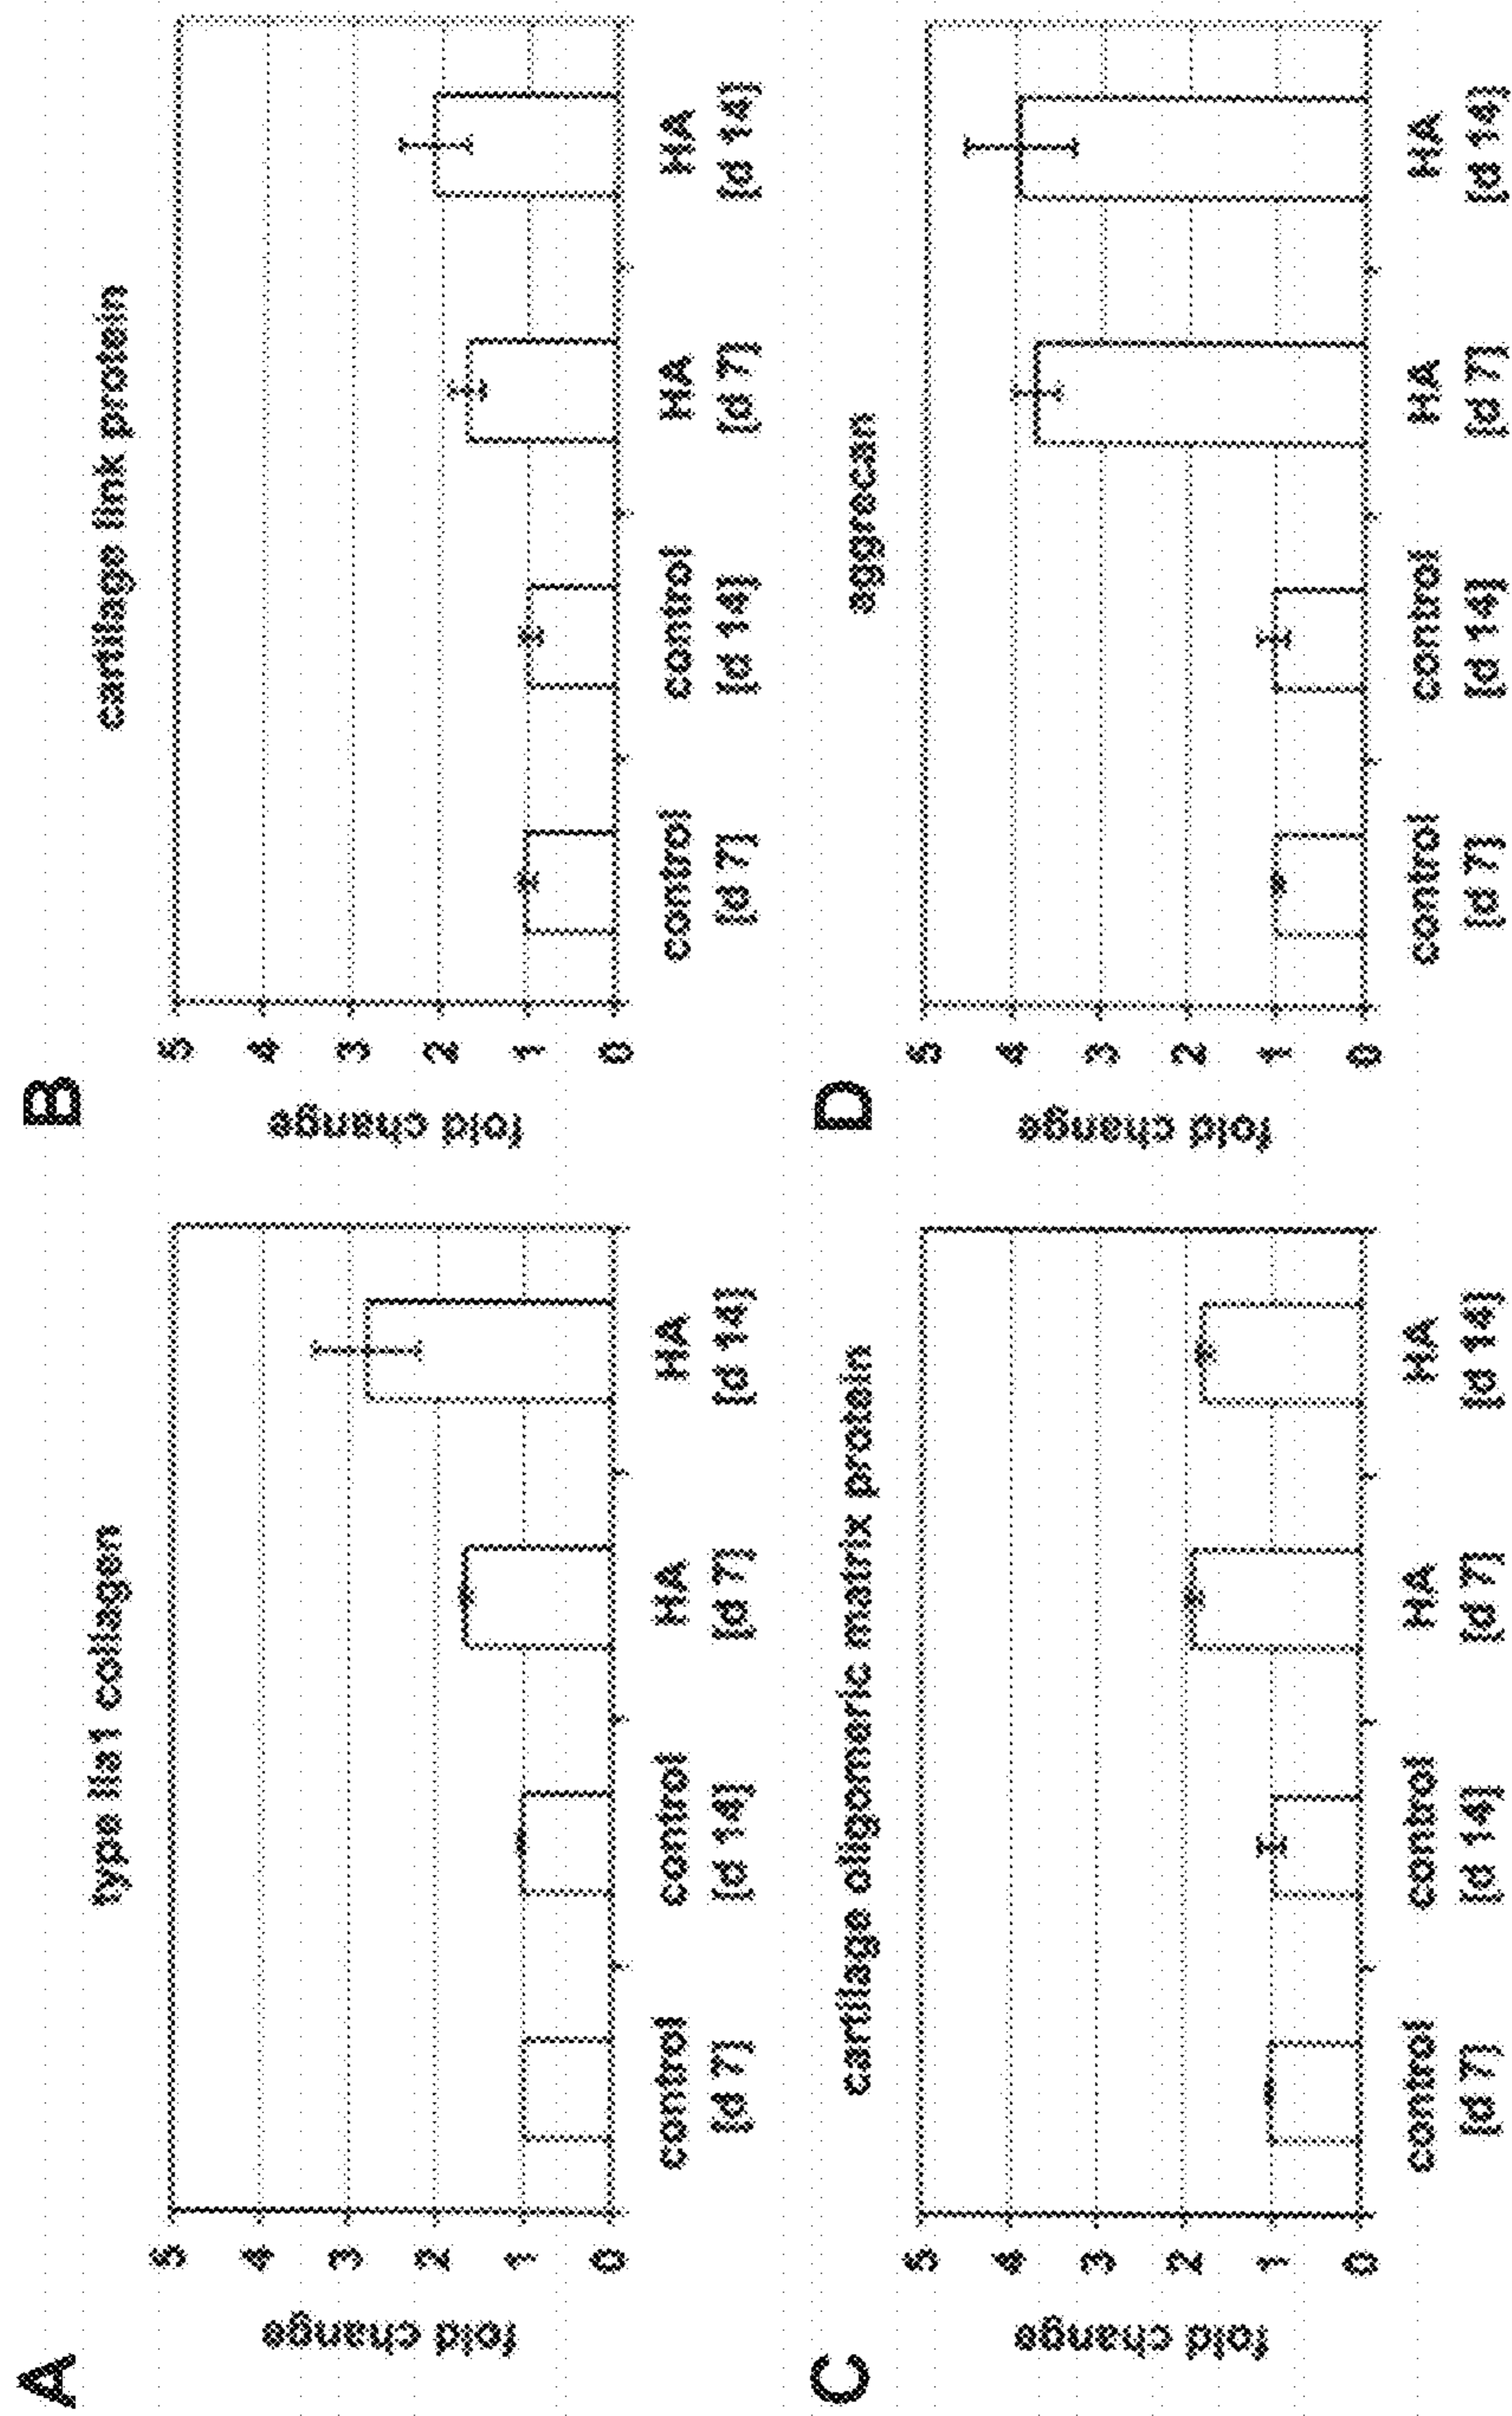 A
type IIa1 collagen
fold change
5
4
3
2
1
0
control
[d 7]
control
[d 14]
HA
[d 7]
HA
[d 14]
B
cartilage link protein
fold change
5
4
3
2
1
0
control
[d 7]
control
[d 14]
HA
[d 7]
HA
[d 14]
C
cartilage oligomeric matrix protein
fold change
5
4
3
2
1
0
control
[d 7]
control
[d 14]
HA
[d 7]
HA
[d 14]
D
aggrecan
fold change
5
4
3
2
1
0
control
[d 7]
control
[d 14]
HA
[d 7]
HA
[d 14]